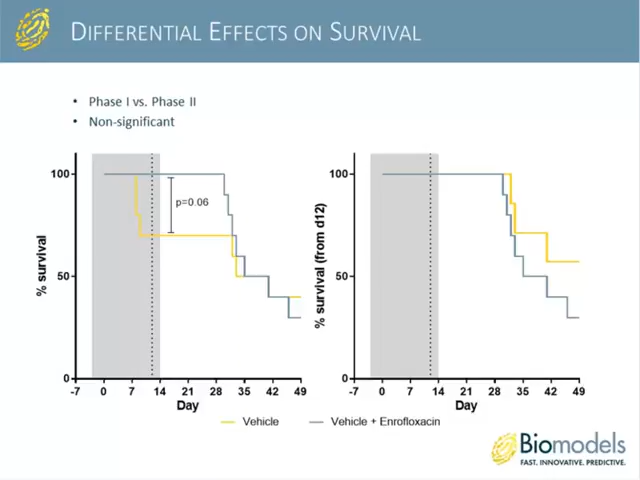 DIFFERENTIAL EFFECTS ON SURVIVAL
• Phase I vs. Phase II
• Non-significant
100
50
0
% survival
p=0.06
-7 0 7 14 21 28 35 42 49
Day
100
50
0
% survival (from d12)
-7 0 7 14 21 28 35 42 49
Day
Vehicle
Vehicle + Enrofloxacin
Biomodels
FAST. INNOVATIVE. PREDICTIVE.